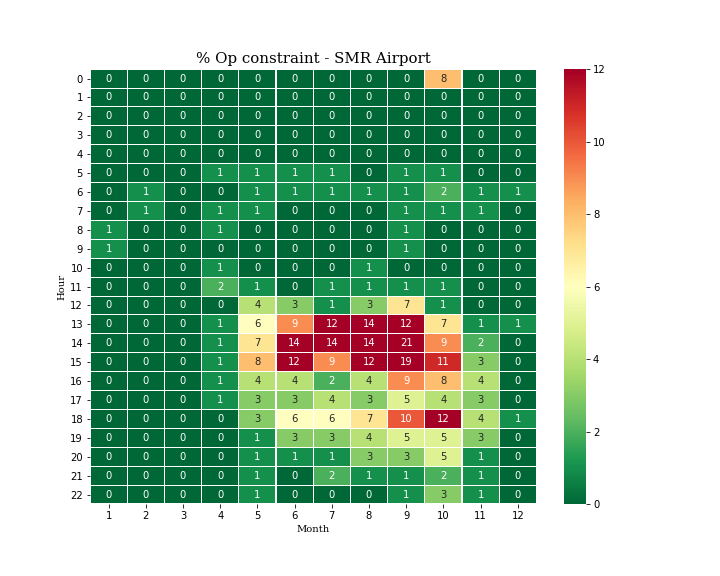 % Op constraint - SMR Airport
0 0 0 0 0 0 0 0 0 0 8 0 0
1 0 0 0 0 0 0 0 0 0 0 0 0
2 0 0 0 0 0 0 0 0 0 0 0 0
3 0 0 0 0 0 0 0 0 0 0 0 0
4 0 0 0 0 0 0 0 0 0 0 0 0
5 0 0 0 1 1 1 1 0 1 1 0 0
6 0 1 0 0 1 1 1 1 1 2 1 1
7 0 1 0 1 1 0 0 0 1 1 1 0
8 1 0 0 1 0 0 0 0 1 0 0 0
9 1 0 0 0 0 0 0 0 1 0 0 0
10 0 0 0 1 0 0 0 1 0 0 0 0
11 0 0 0 2 1 0 1 1 1 1 0 0
12 0 0 0 0 4 3 1 3 7 1 0 0
13 0 0 0 1 6 9 12 14 12 7 1 1
14 0 0 0 1 7 14 14 14 21 9 2 0
15 0 0 0 1 8 12 9 12 19 11 3 0
16 0 0 0 1 4 4 2 4 9 8 4 0
17 0 0 0 1 3 3 4 3 5 4 3 0
18 0 0 0 0 3 6 6 7 10 12 4 1
19 0 0 0 0 1 3 3 4 5 5 3 0
20 0 0 0 0 1 1 1 3 3 5 1 0
21 0 0 0 0 1 0 2 1 1 2 1 0
22 0 0 0 0 1 0 0 0 1 3 1 0
1 2 3 4 5 6 7 8 9 10 11 12
Month
Hour
12
10
8
6
4
2
0